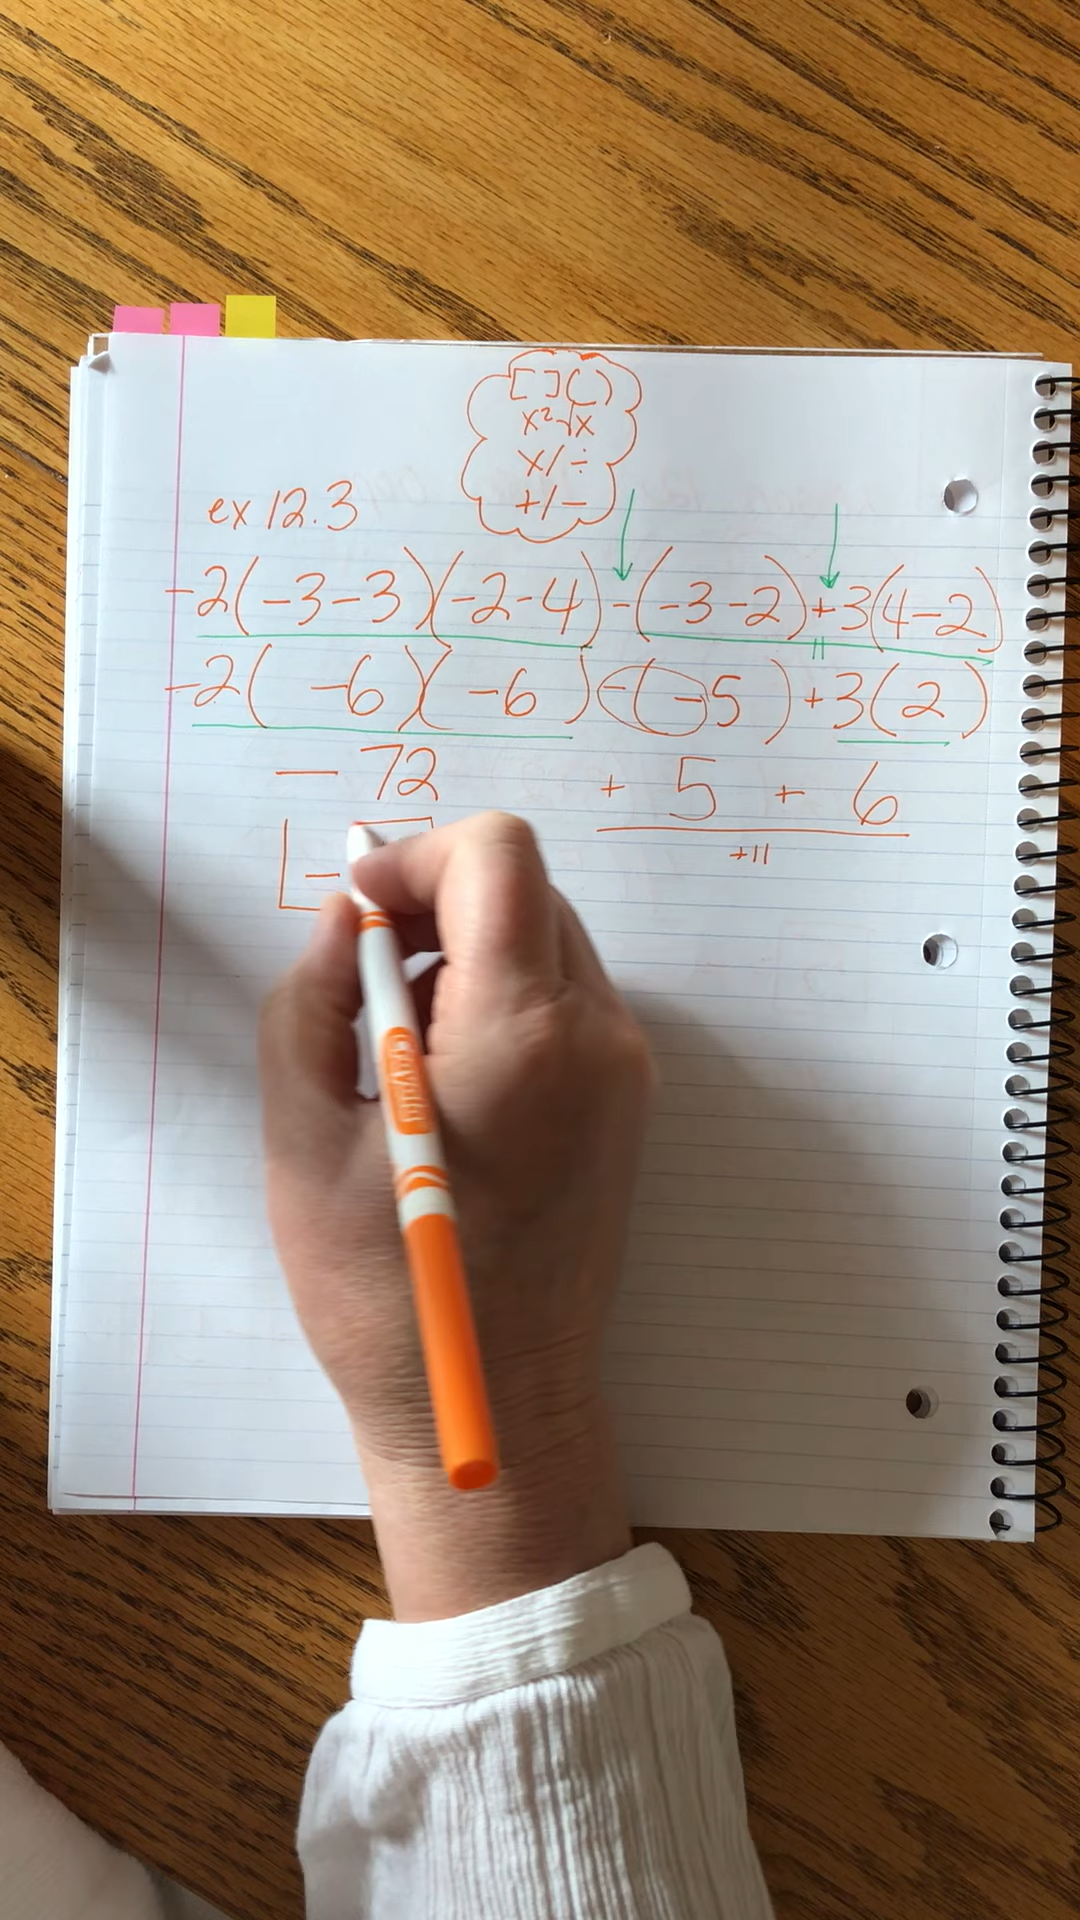 [ ] ( )
x² √x
x/÷
+/−
ex 12.3
-2(-3-3)(-2-4)-(-3-2)+3(4-2)
-2(-6)(-6)-(-5)+3(2)
-72 + 5 + 6
+11
-
Crayola